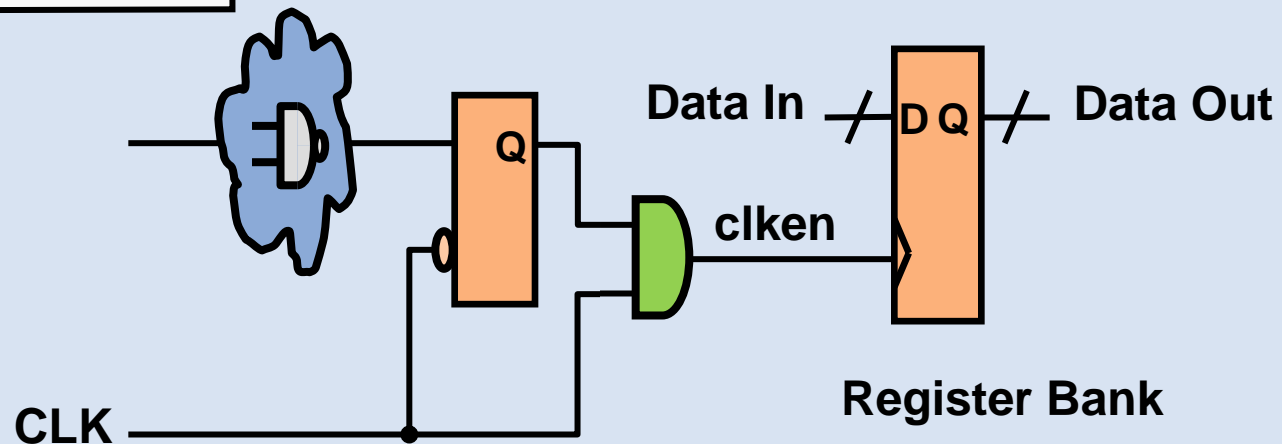 Data In
D Q
Data Out
Q
clken
Register Bank
CLK